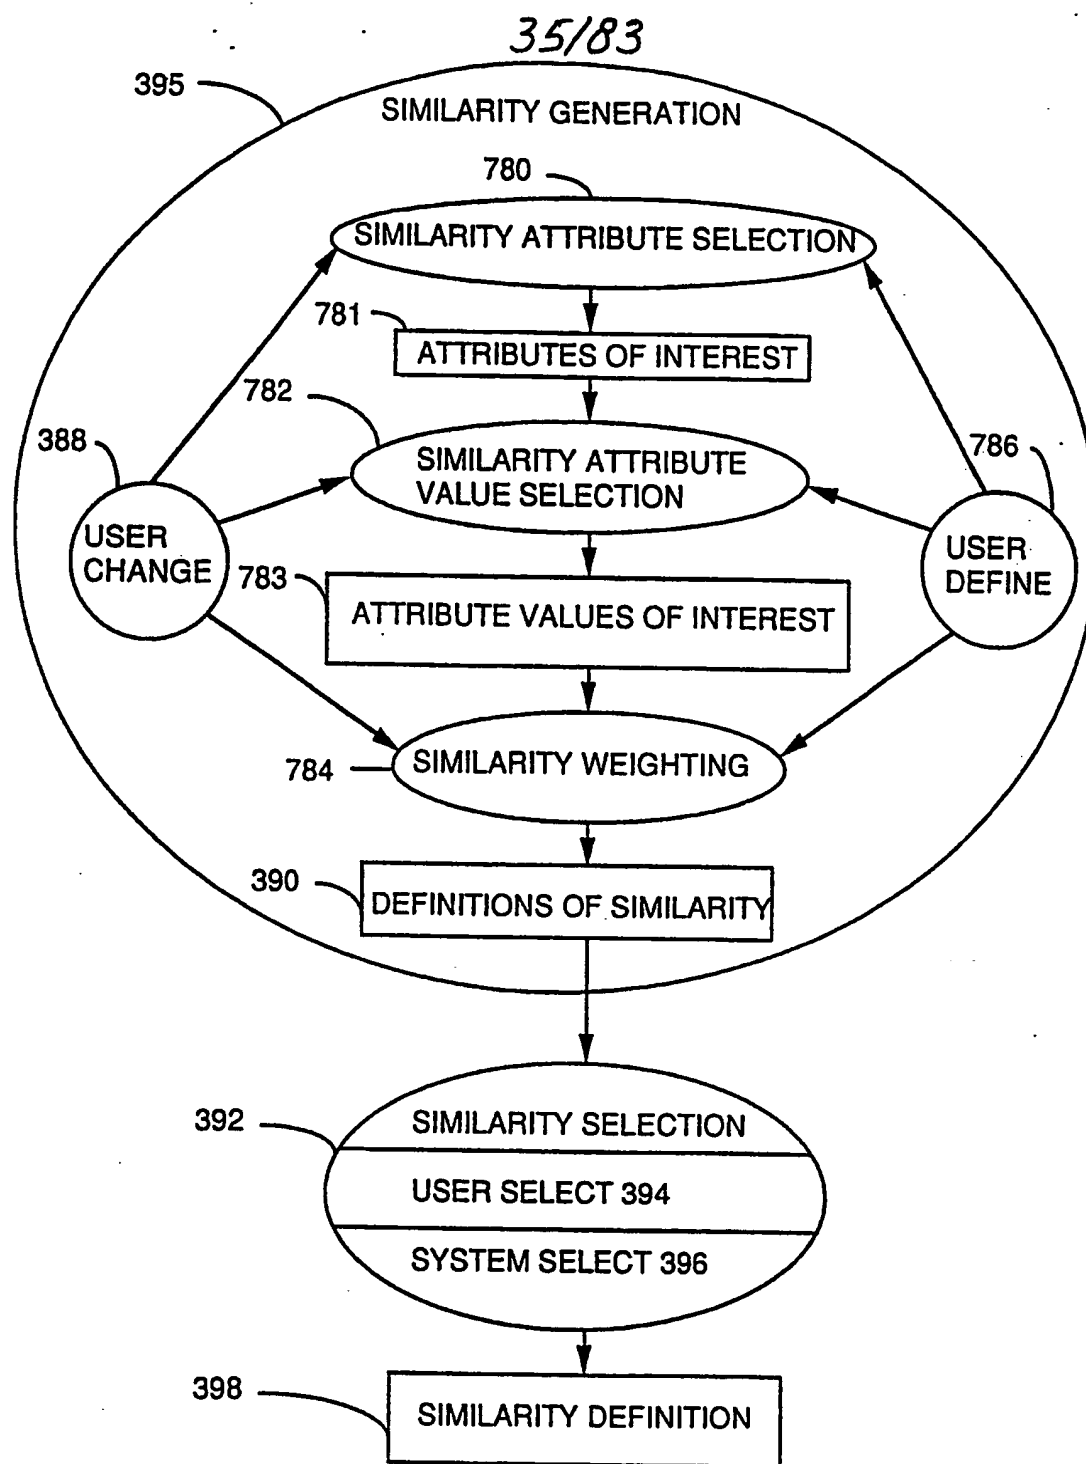 35/83
395
SIMILARITY GENERATION
780
SIMILARITY ATTRIBUTE SELECTION
781
ATTRIBUTES OF INTEREST
782
388
SIMILARITY ATTRIBUTE
VALUE SELECTION
786
USER
CHANGE
USER
DEFINE
783
ATTRIBUTE VALUES OF INTEREST
784
SIMILARITY WEIGHTING
390
DEFINITIONS OF SIMILARITY
392
SIMILARITY SELECTION
USER SELECT 394
SYSTEM SELECT 396
398
SIMILARITY DEFINITION